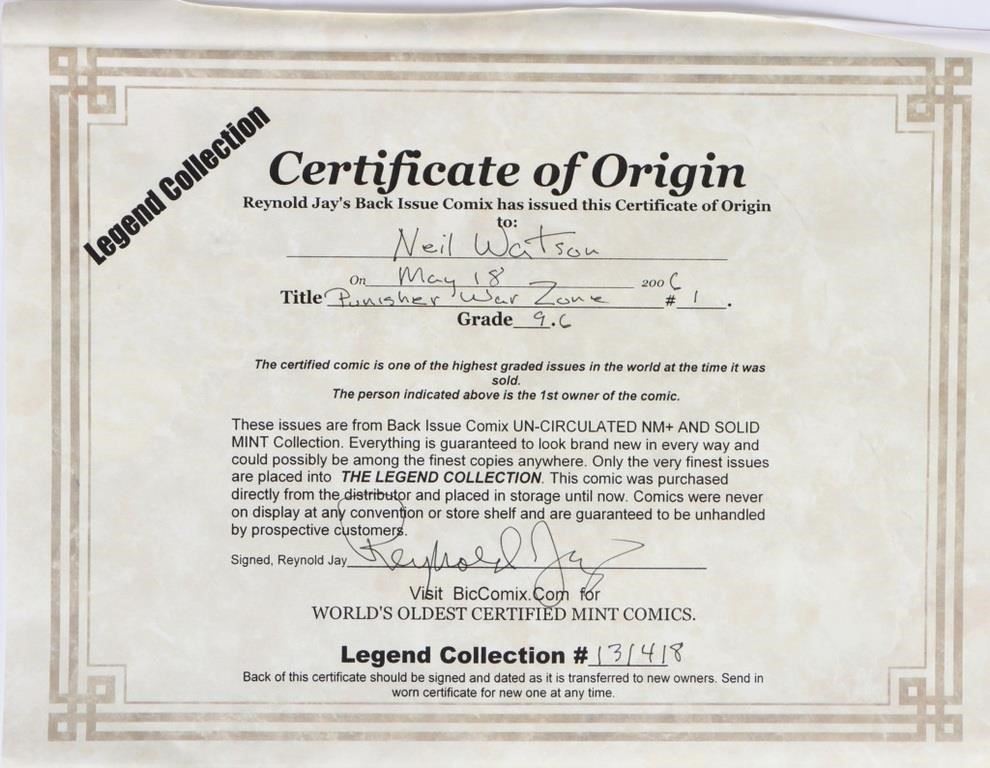 Legend Collection
Certificate of Origin
Reynold Jay's Back Issue Comix has issued this Certificate of Origin
to:
Neil Watson
On May 18 2006
Title Punisher War Zone # 1 .
Grade 9.6
The certified comic is one of the highest graded issues in the world at the time it was
sold.
The person indicated above is the 1st owner of the comic.
These issues are from Back Issue Comix UN-CIRCULATED NM+ AND SOLID
MINT Collection. Everything is guaranteed to look brand new in every way and
could possibly be among the finest copies anywhere. Only the very finest issues
are placed into THE LEGEND COLLECTION. This comic was purchased
directly from the distributor and placed in storage until now. Comics were never
on display at any convention or store shelf and are guaranteed to be unhandled
by prospective customers.
Signed, Reynold Jay Reynold Jay
Visit BicComix.Com for
WORLD'S OLDEST CERTIFIED MINT COMICS.
Legend Collection # 131418
Back of this certificate should be signed and dated as it is transferred to new owners. Send in
worn certificate for new one at any time.